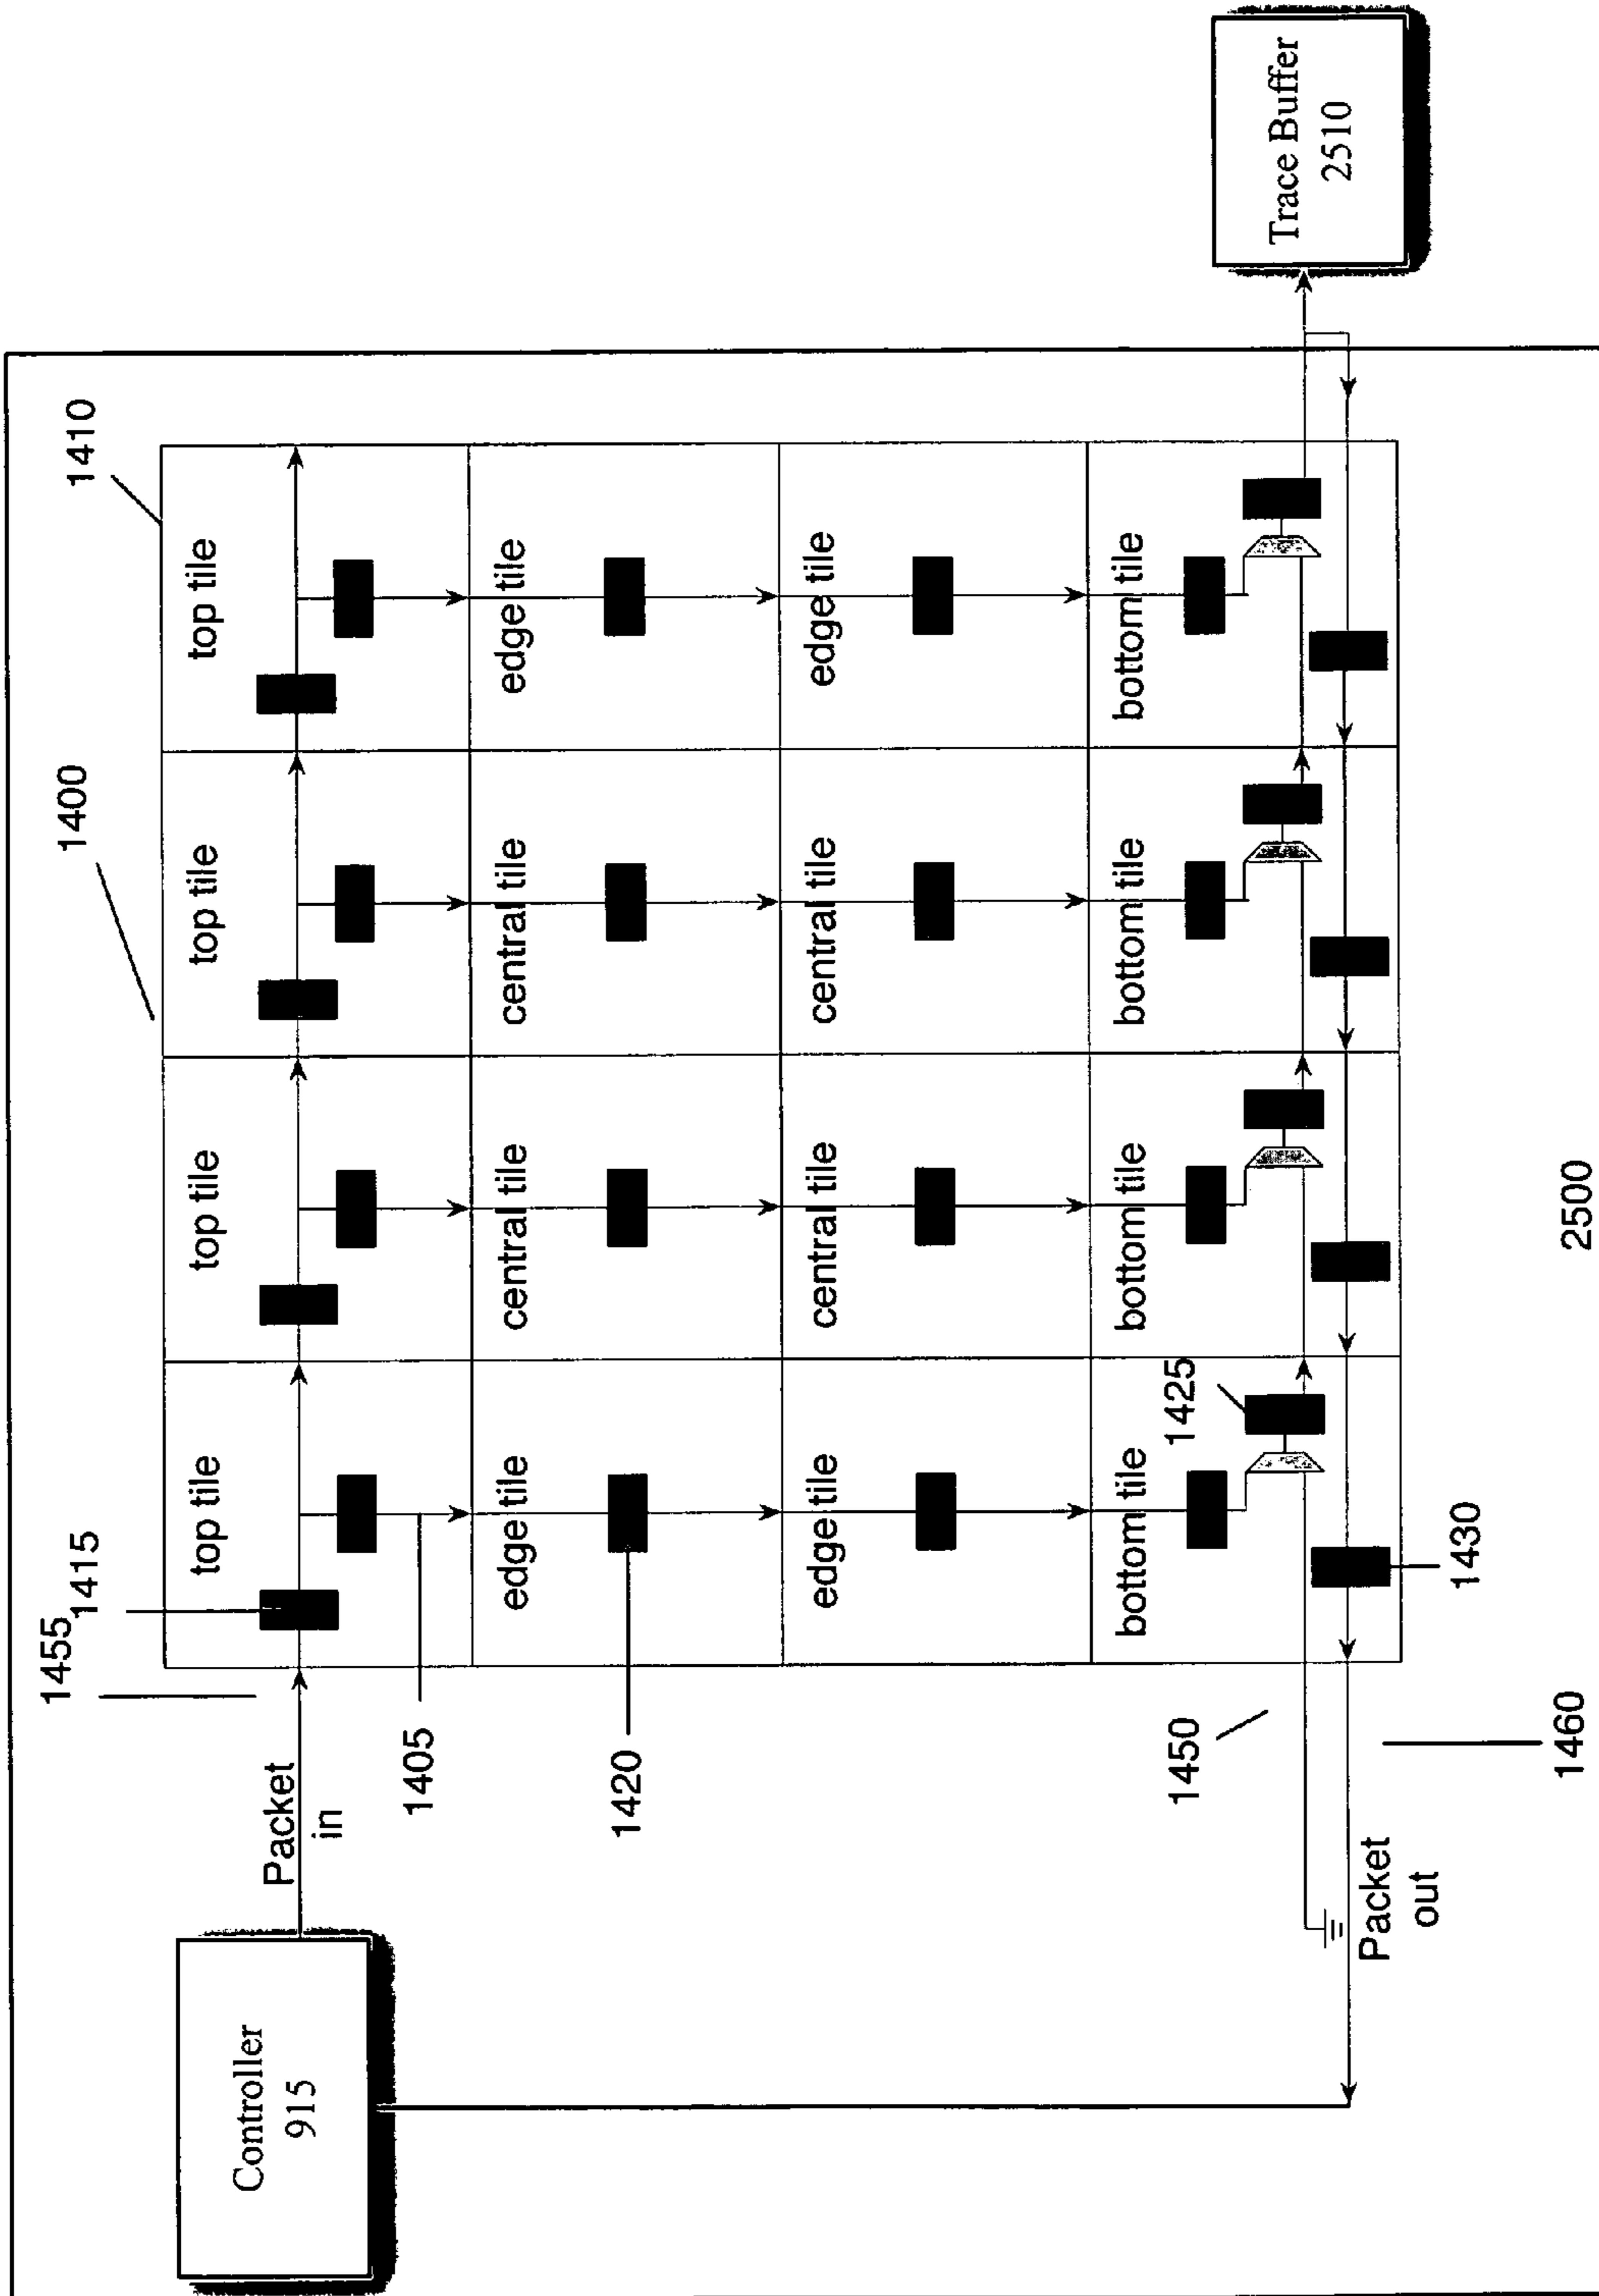 1455
1415
1400
1410
Controller
915
Packet
in
top tile
top tile
top tile
top tile
1405
edge tile
central tile
central tile
edge tile
1420
edge tile
central tile
central tile
edge tile
bottom tile
bottom tile
bottom tile
bottom tile
1450
1425
Trace Buffer
2510
Packet
out
1430
1460
2500